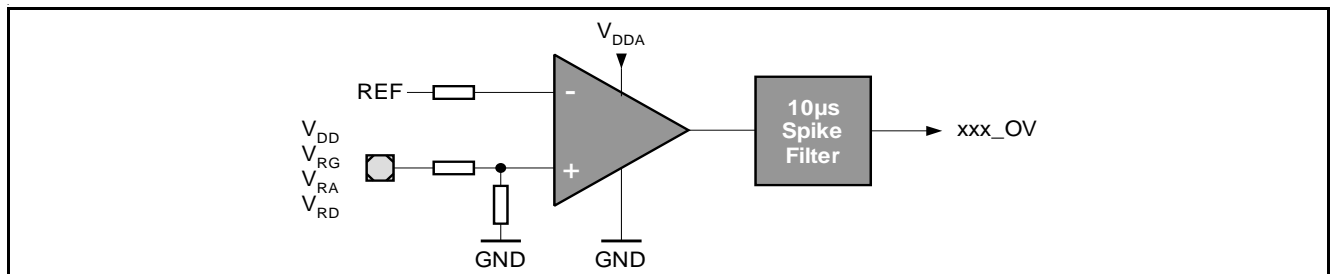 V_DDA
REF
-
10µs
Spike
Filter
xxx_OV
V_DD
V_RG
V_RA
V_RD
+
GND
GND